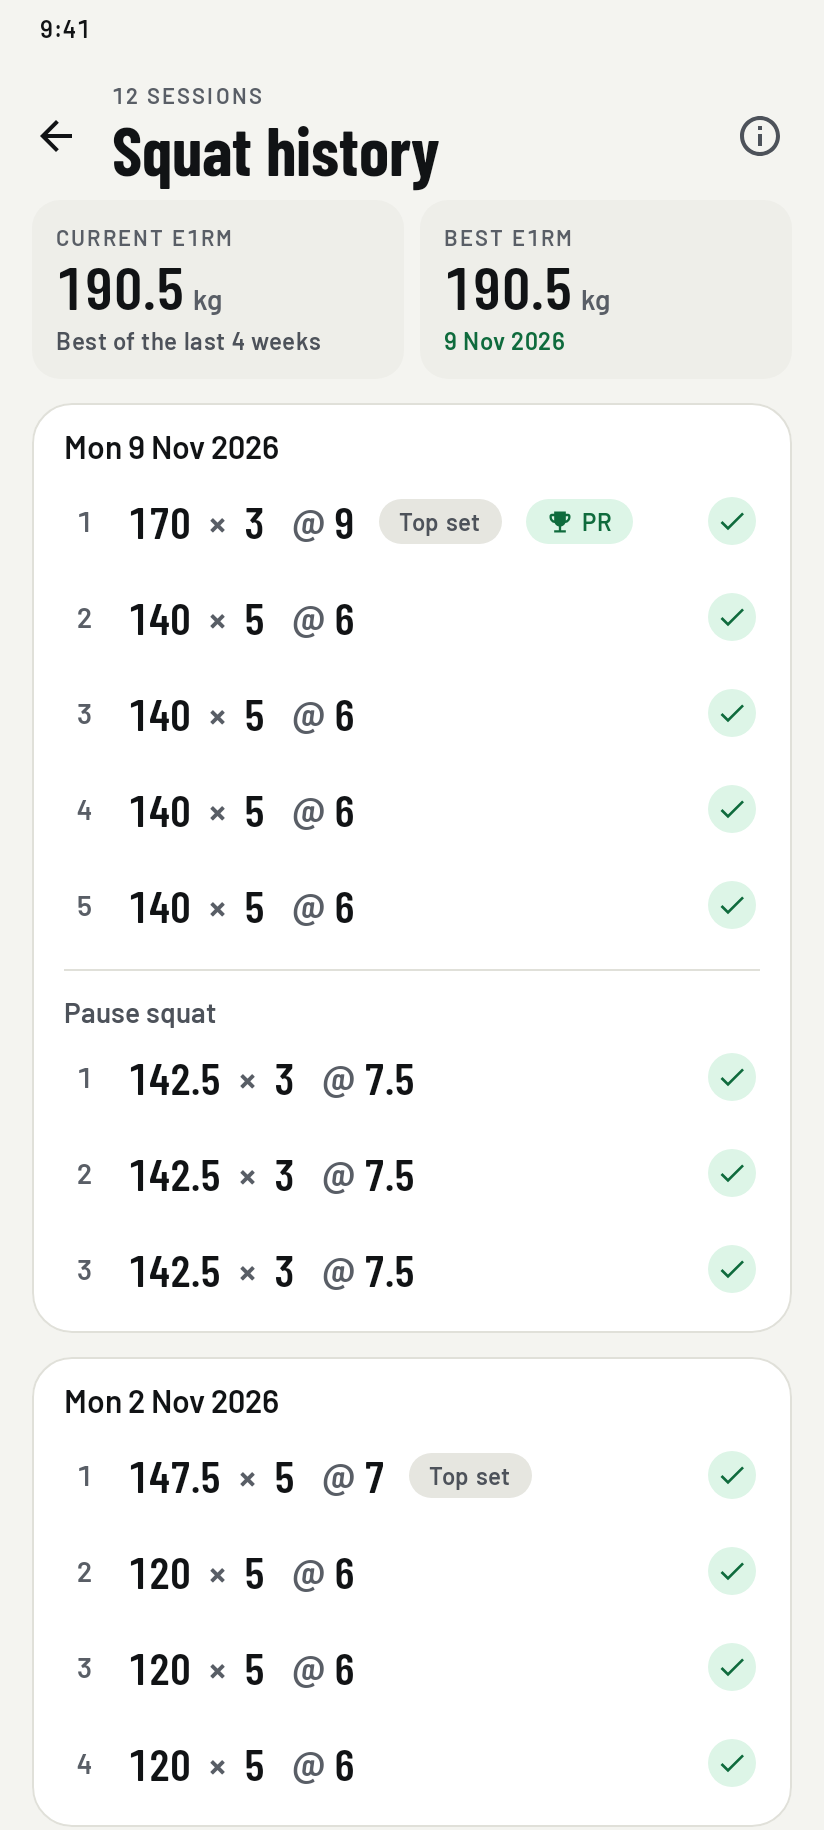 9:41
12 SESSIONS
Squat history
CURRENT E1RM
190.5 kg
Best of the last 4 weeks
BEST E1RM
190.5 kg
9 Nov 2026
Mon 9 Nov 2026
1 170 × 3 @ 9 Top set PR
2 140 × 5 @ 6
3 140 × 5 @ 6
4 140 × 5 @ 6
5 140 × 5 @ 6
Pause squat
1 142.5 × 3 @ 7.5
2 142.5 × 3 @ 7.5
3 142.5 × 3 @ 7.5
Mon 2 Nov 2026
1 147.5 × 5 @ 7 Top set
2 120 × 5 @ 6
3 120 × 5 @ 6
4 120 × 5 @ 6